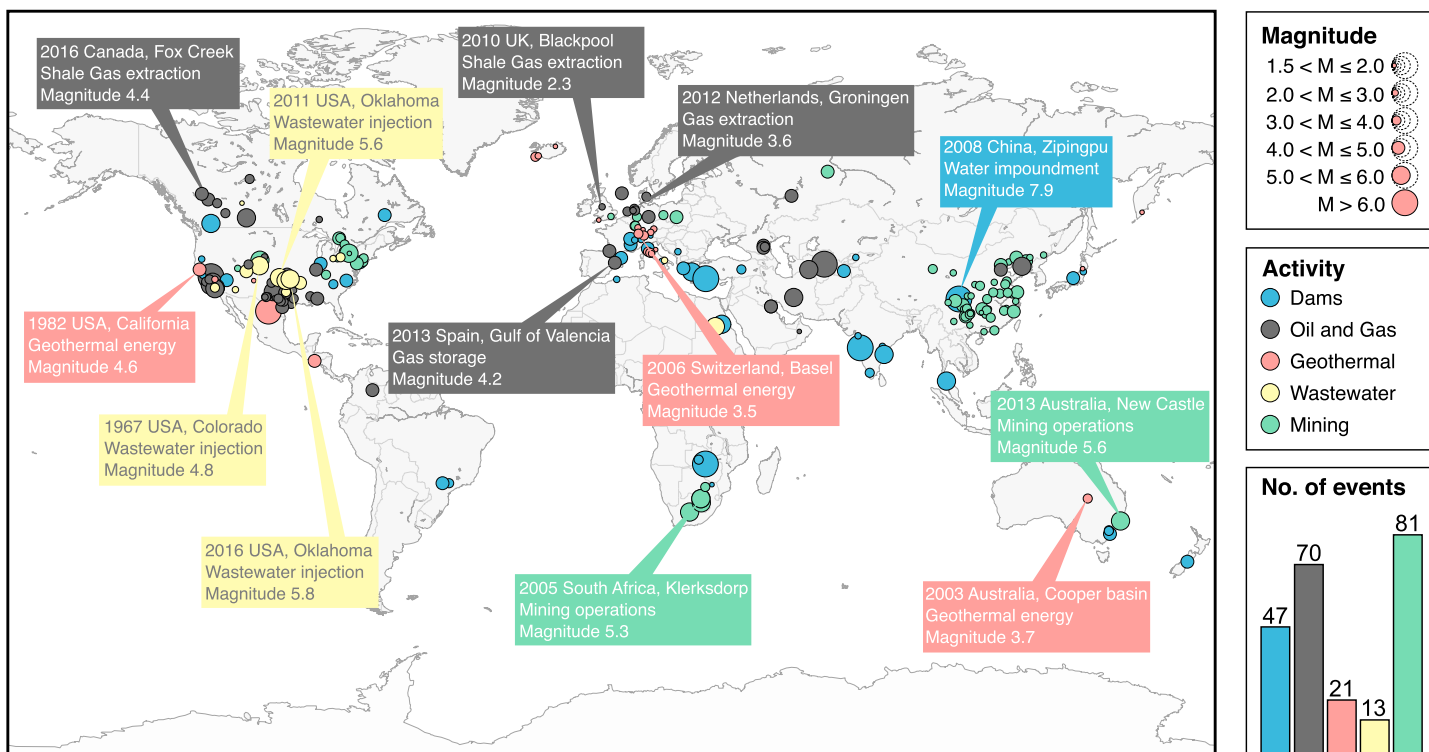 2016 Canada, Fox Creek
Shale Gas extraction
Magnitude 4.4
2011 USA, Oklahoma
Wastewater injection
Magnitude 5.6
2010 UK, Blackpool
Shale Gas extraction
Magnitude 2.3
2012 Netherlands, Groningen
Gas extraction
Magnitude 3.6
2008 China, Zipingpu
Water impoundment
Magnitude 7.9
1982 USA, California
Geothermal energy
Magnitude 4.6
2013 Spain, Gulf of Valencia
Gas storage
Magnitude 4.2
2006 Switzerland, Basel
Geothermal energy
Magnitude 3.5
1967 USA, Colorado
Wastewater injection
Magnitude 4.8
2013 Australia, New Castle
Mining operations
Magnitude 5.6
2016 USA, Oklahoma
Wastewater injection
Magnitude 5.8
2005 South Africa, Klerksdorp
Mining operations
Magnitude 5.3
2003 Australia, Cooper basin
Geothermal energy
Magnitude 3.7
Magnitude
1.5 < M ≤ 2.0
2.0 < M ≤ 3.0
3.0 < M ≤ 4.0
4.0 < M ≤ 5.0
5.0 < M ≤ 6.0
M > 6.0
Activity
Dams
Oil and Gas
Geothermal
Wastewater
Mining
No. of events
47
70
21
13
81